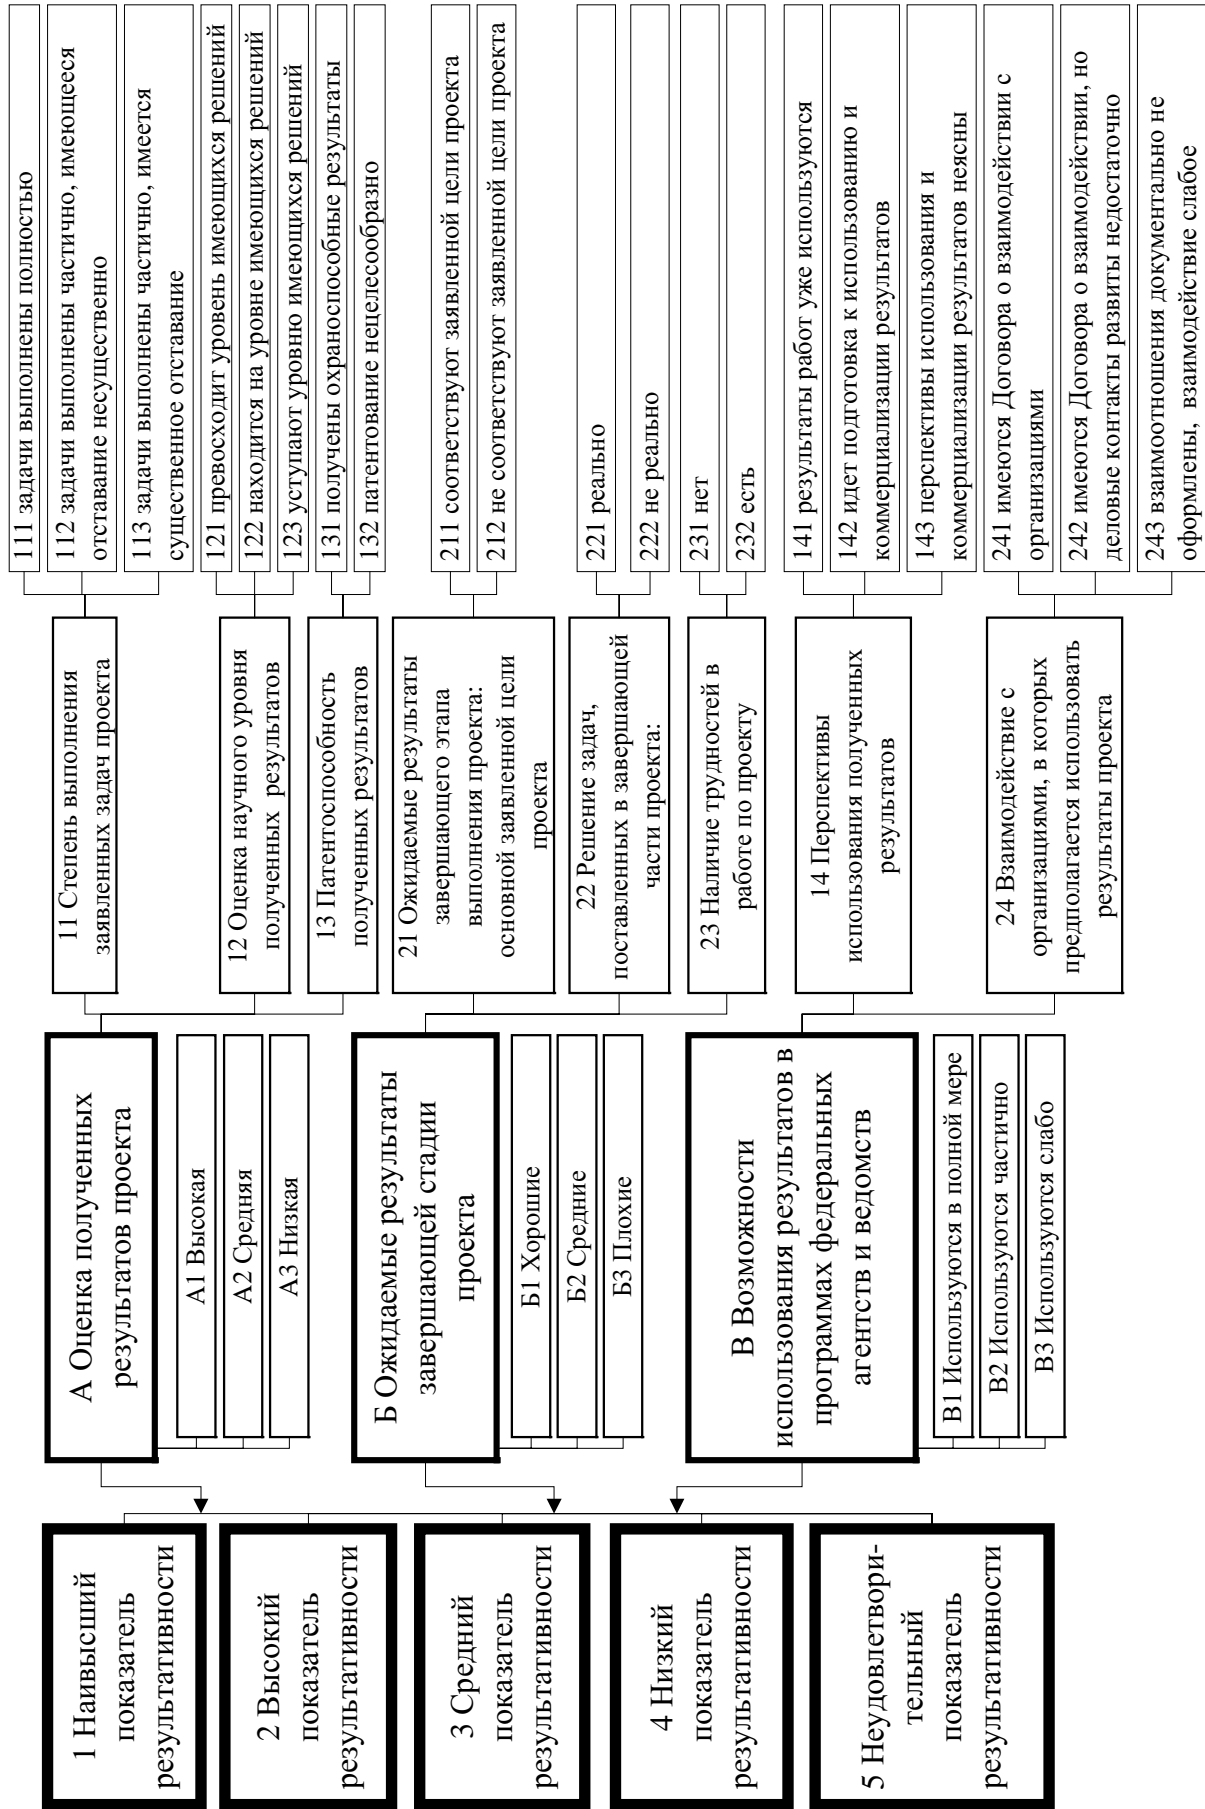 1 Наивысший
показатель
результативности
2 Высокий
показатель
результативности
3 Средний
показатель
результативности
4 Низкий
показатель
результативности
5 Неудовлетвори-
тельный
показатель
результативности
А Оценка полученных
результатов проекта
А1 Высокая
А2 Средняя
А3 Низкая
Б Ожидаемые результаты
завершающей стадии
проекта
Б1 Хорошие
Б2 Средние
Б3 Плохие
В Возможности
использования результатов в
программах федеральных
агентств и ведомств
В1 Используются в полной мере
В2 Используются частично
В3 Используются слабо
11 Степень выполнения
заявленных задач проекта
12 Оценка научного уровня
полученных результатов
13 Патентоспособность
полученных результатов
21 Ожидаемые результаты
завершающего этапа
выполнения проекта:
основной заявленной цели
проекта
22 Решение задач,
поставленных в завершающей
части проекта:
23 Наличие трудностей в
работе по проекту
14 Перспективы
использования полученных
результатов
24 Взаимодействие с
организациями, в которых
предполагается использовать
результаты проекта
111 задачи выполнены полностью
112 задачи выполнены частично, имеющееся
отставание несущественно
113 задачи выполнены частично, имеется
существенное отставание
121 превосходит уровень имеющихся решений
122 находится на уровне имеющихся решений
123 уступают уровню имеющихся решений
131 получены охраноспособные результаты
132 патентование нецелесообразно
211 соответствуют заявленной цели проекта
212 не соответствуют заявленной цели проекта
221 реально
222 не реально
231 нет
232 есть
141 результаты работ уже используются
142 идет подготовка к использованию и
коммерциализации результатов
143 перспективы использования и
коммерциализации результатов неясны
241 имеются Договора о взаимодействии с
организациями
242 имеются Договора о взаимодействии, но
деловые контакты развиты недостаточно
243 взаимоотношения документально не
оформлены, взаимодействие слабое